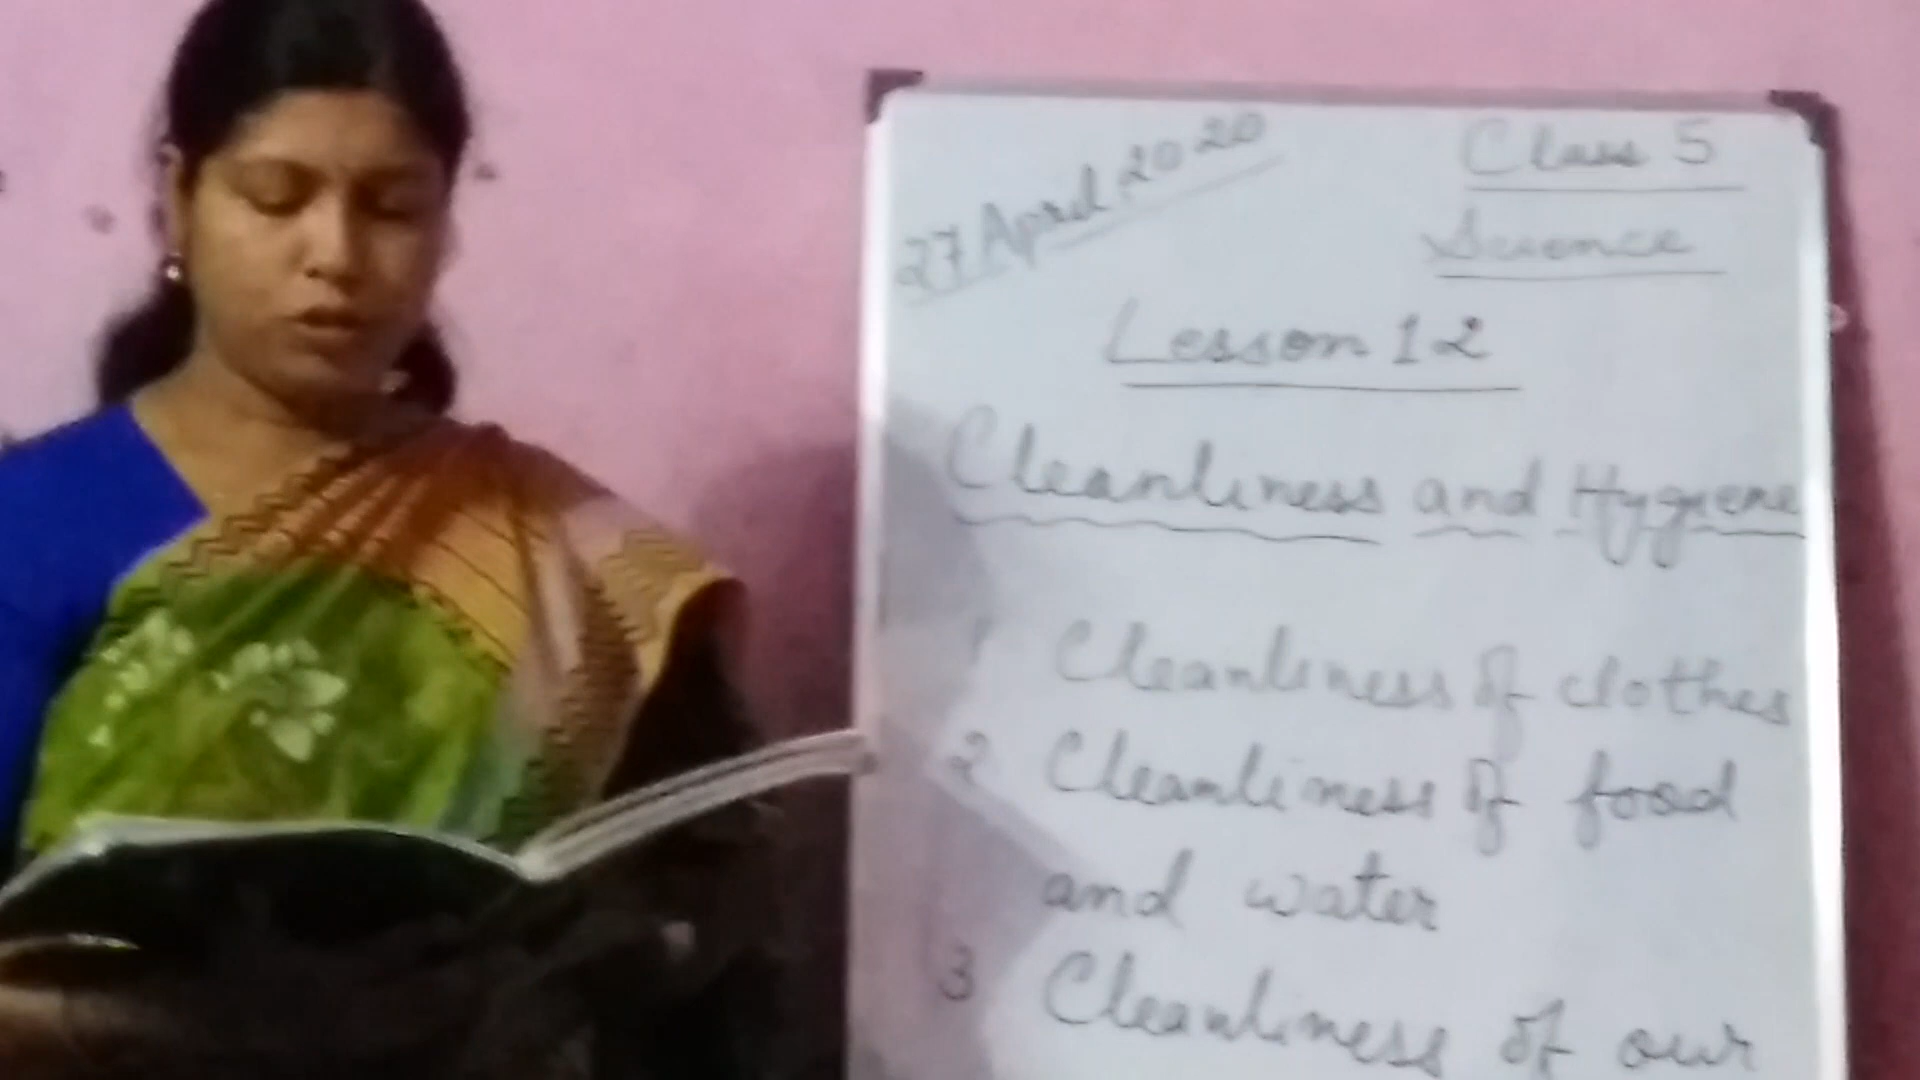 27 April, 2020
Class 5
Science
Lesson 12
Cleanliness and Hygiene
1 Cleanliness of clothes
2 Cleanliness of food
and water
3 Cleanliness of our